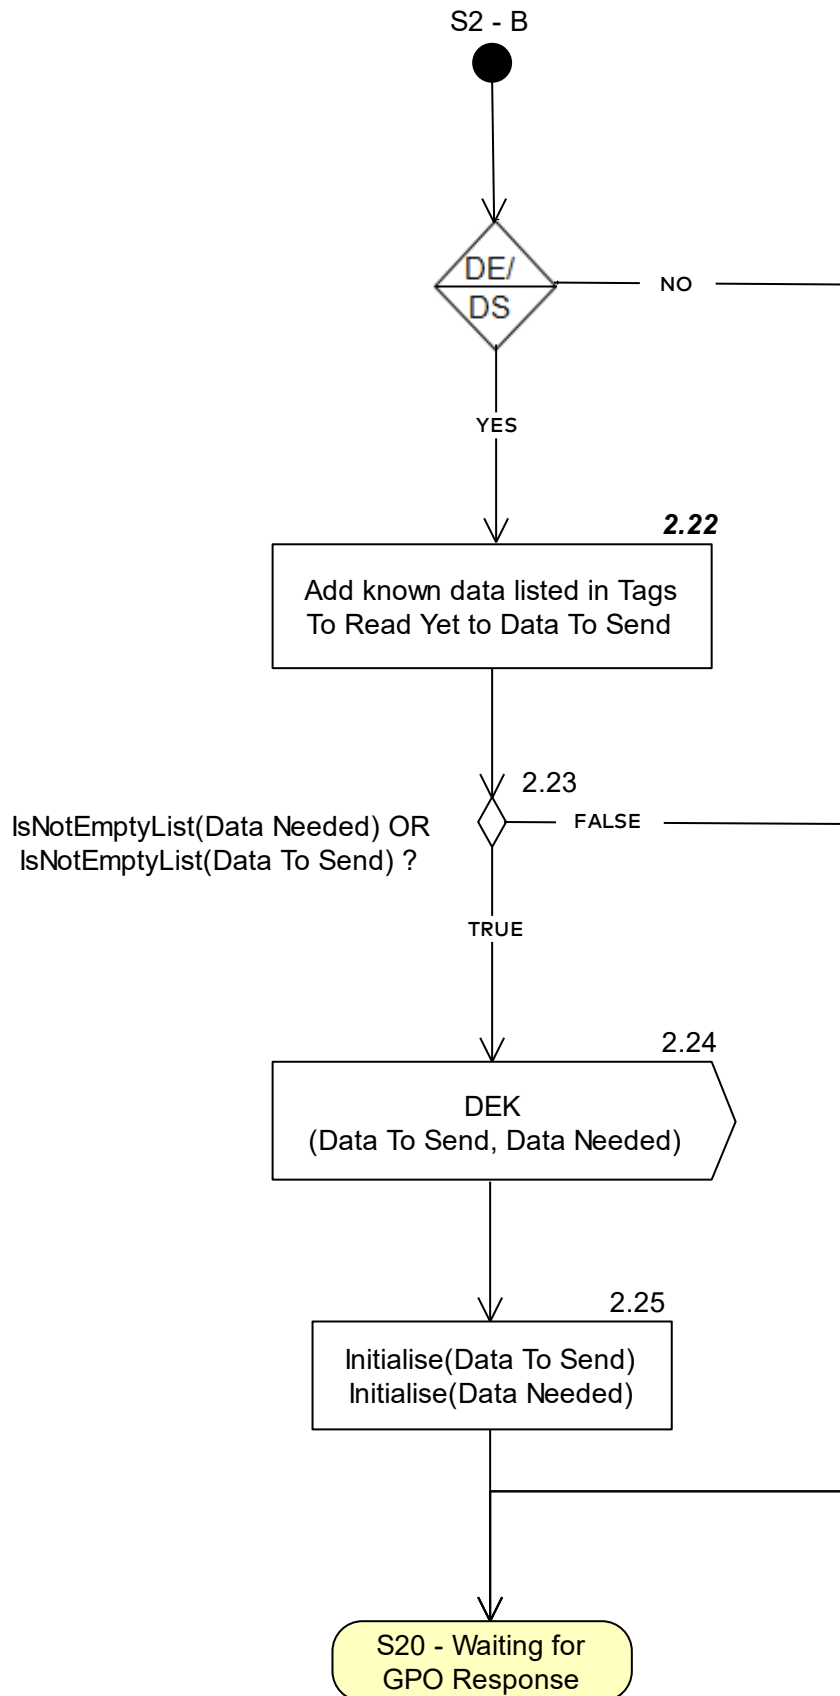 S2 - B
DE/
DS
NO
YES
2.22
Add known data listed in Tags
To Read Yet to Data To Send
2.23
IsNotEmptyList(Data Needed) OR
IsNotEmptyList(Data To Send) ?
FALSE
TRUE
2.24
DEK
(Data To Send, Data Needed)
2.25
Initialise(Data To Send)
Initialise(Data Needed)
S20 - Waiting for
GPO Response